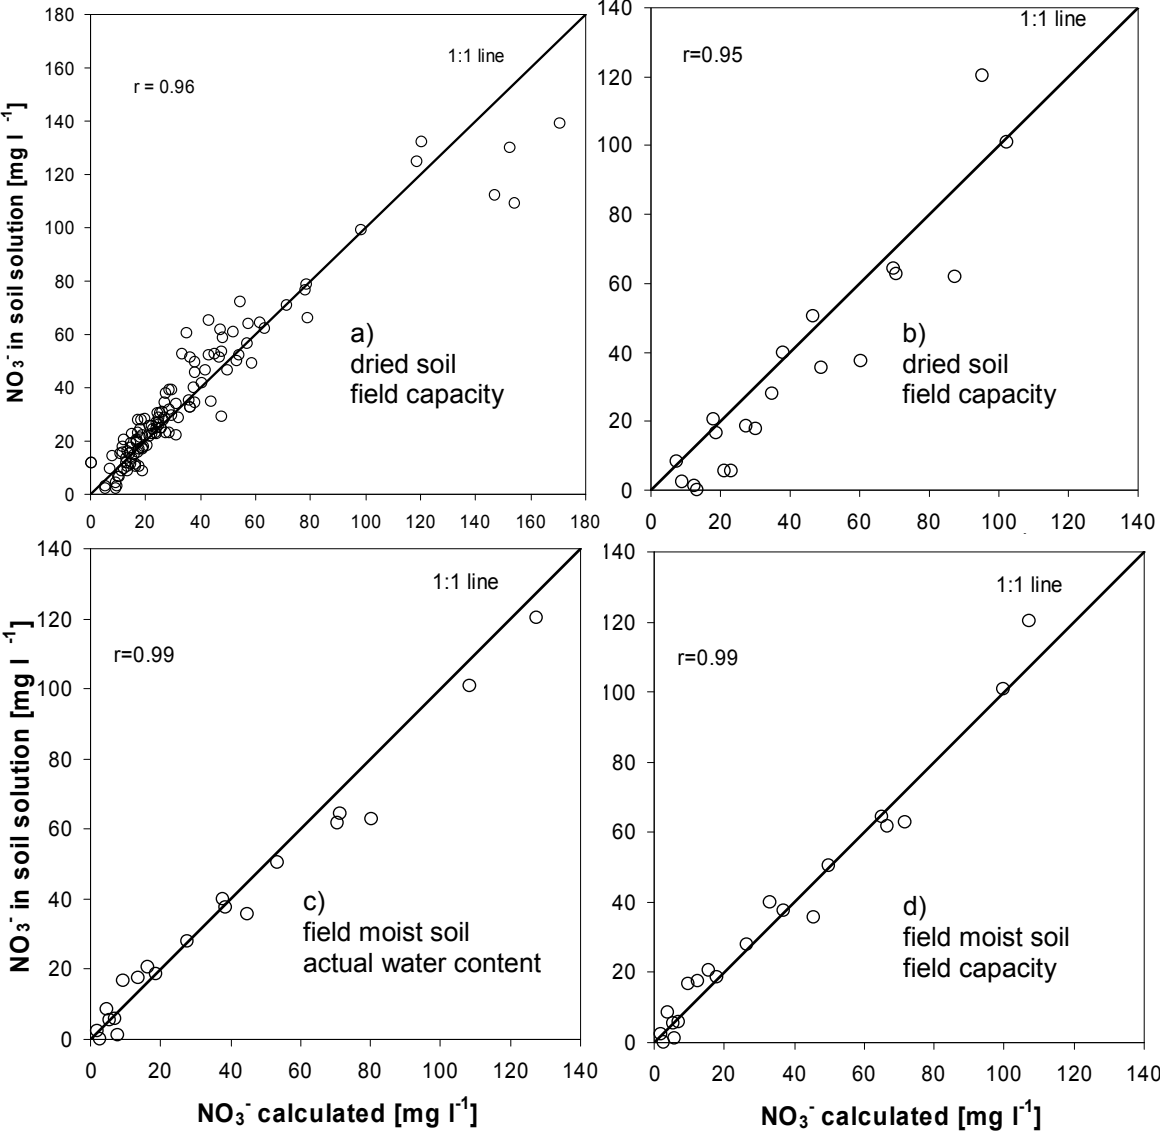 180
160
140
120
100
80
60
40
20
0
0 20 40 60 80 100 120 140 160 180
NO₃⁻ in soil solution [mg l ⁻¹]
r = 0.96
1:1 line
a)
dried soil
field capacity
140
120
100
80
60
40
20
0
0 20 40 60 80 100 120 140
r=0.95
1:1 line
b)
dried soil
field capacity
140
120
100
80
60
40
20
0
0 20 40 60 80 100 120 140
NO₃⁻ in soil solution [mg l ⁻¹]
NO₃⁻ calculated [mg l⁻¹]
r=0.99
1:1 line
c)
field moist soil
actual water content
140
120
100
80
60
40
20
0
0 20 40 60 80 100 120 140
NO₃⁻ calculated [mg l⁻¹]
r=0.99
1:1 line
d)
field moist soil
field capacity